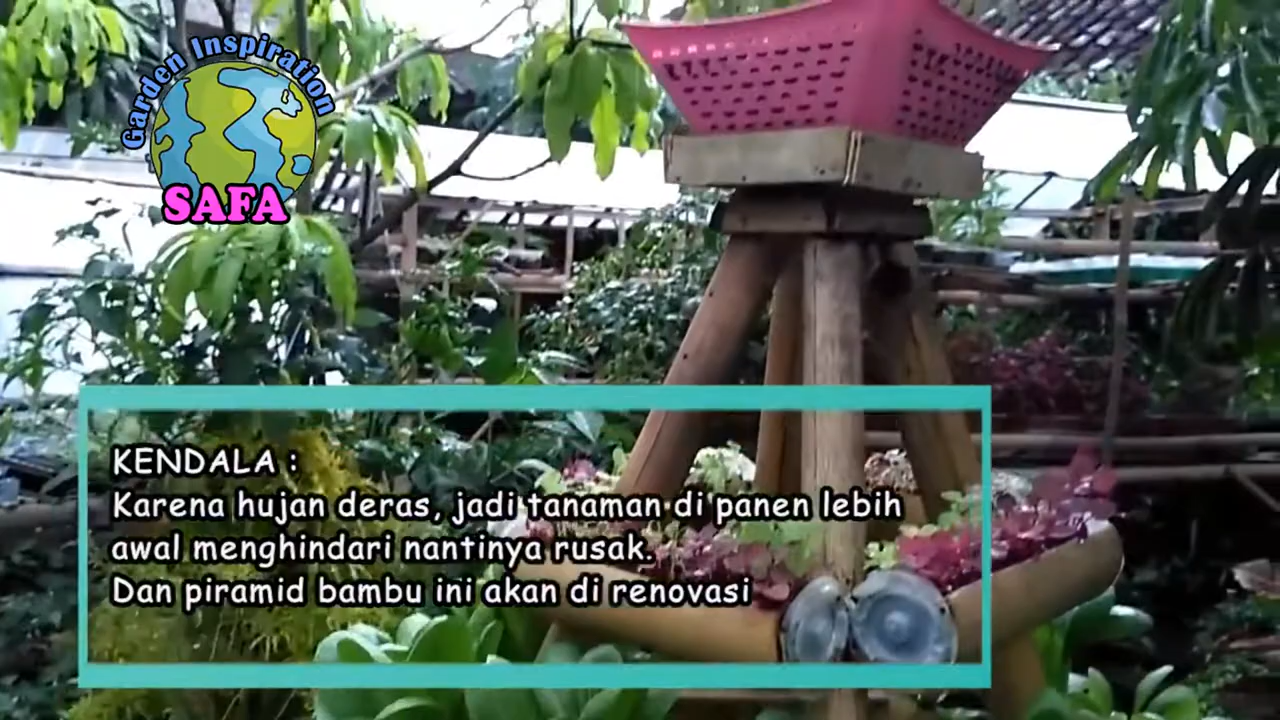 Garden Inspiration
SAFA
KENDALA :
Karena hujan deras, jadi tanaman di panen lebih
awal menghindari nantinya rusak.
Dan piramid bambu ini akan di renovasi